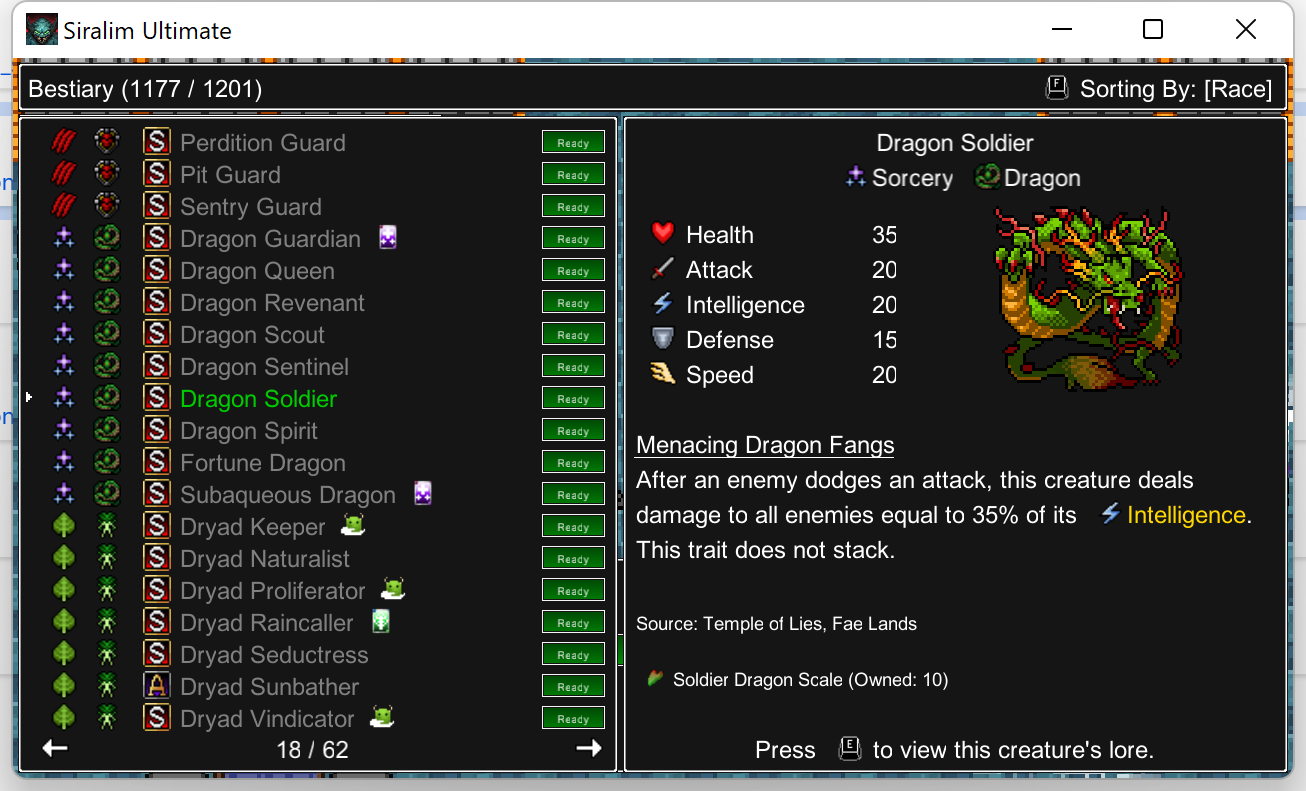 Siralim Ultimate
Bestiary (1177 / 1201)
F Sorting By: [Race]
S Perdition Guard Ready
S Pit Guard Ready
S Sentry Guard Ready
S Dragon Guardian Ready
S Dragon Queen Ready
S Dragon Revenant Ready
S Dragon Scout Ready
S Dragon Sentinel Ready
S Dragon Soldier Ready
S Dragon Spirit Ready
S Fortune Dragon Ready
S Subaqueous Dragon Ready
S Dryad Keeper Ready
S Dryad Naturalist Ready
S Dryad Proliferator Ready
S Dryad Raincaller Ready
S Dryad Seductress Ready
A Dryad Sunbather Ready
S Dryad Vindicator Ready
18 / 62
Dragon Soldier
Sorcery Dragon
Health 35
Attack 20
Intelligence 20
Defense 15
Speed 20
Menacing Dragon Fangs
After an enemy dodges an attack, this creature deals
damage to all enemies equal to 35% of its Intelligence.
This trait does not stack.
Source: Temple of Lies, Fae Lands
Soldier Dragon Scale (Owned: 10)
Press E to view this creature's lore.